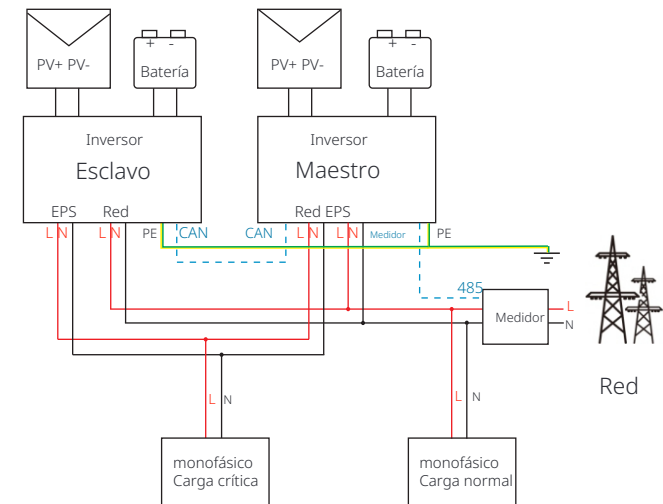 PV+ PV-
+ -
Batería
PV+ PV-
+ -
Batería
Inversor
Esclavo
EPS Red
L N L N PE CAN
Inversor
Maestro
Red EPS
CAN L N L N Medidor PE
485
Medidor
L
N
Red
L N
L N
monofásico
Carga crítica
monofásico
Carga normal